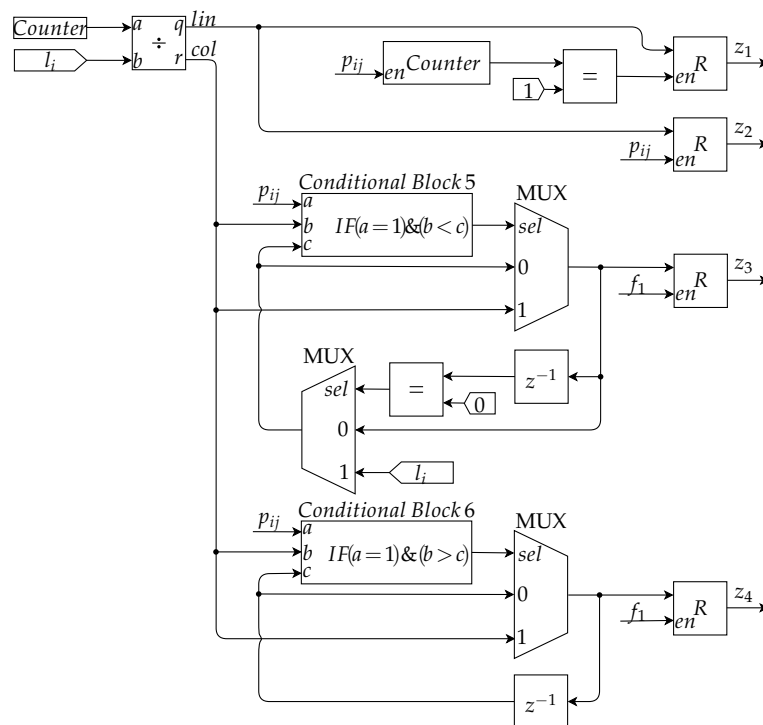 Counter a q lin
÷
l_i b r col
p_ij en Counter
1 =
R en z_1
R en z_2
p_ij
Conditional Block 5
MUX
p_ij a
b IF(a=1)&(b<c)
c
sel
0
1
f_1 en R z_3
MUX
sel = z^{-1}
0
0
1 l_i
Conditional Block 6
MUX
p_ij a
b IF(a=1)&(b>c)
c
sel
0
1
f_1 en R z_4
z^{-1}